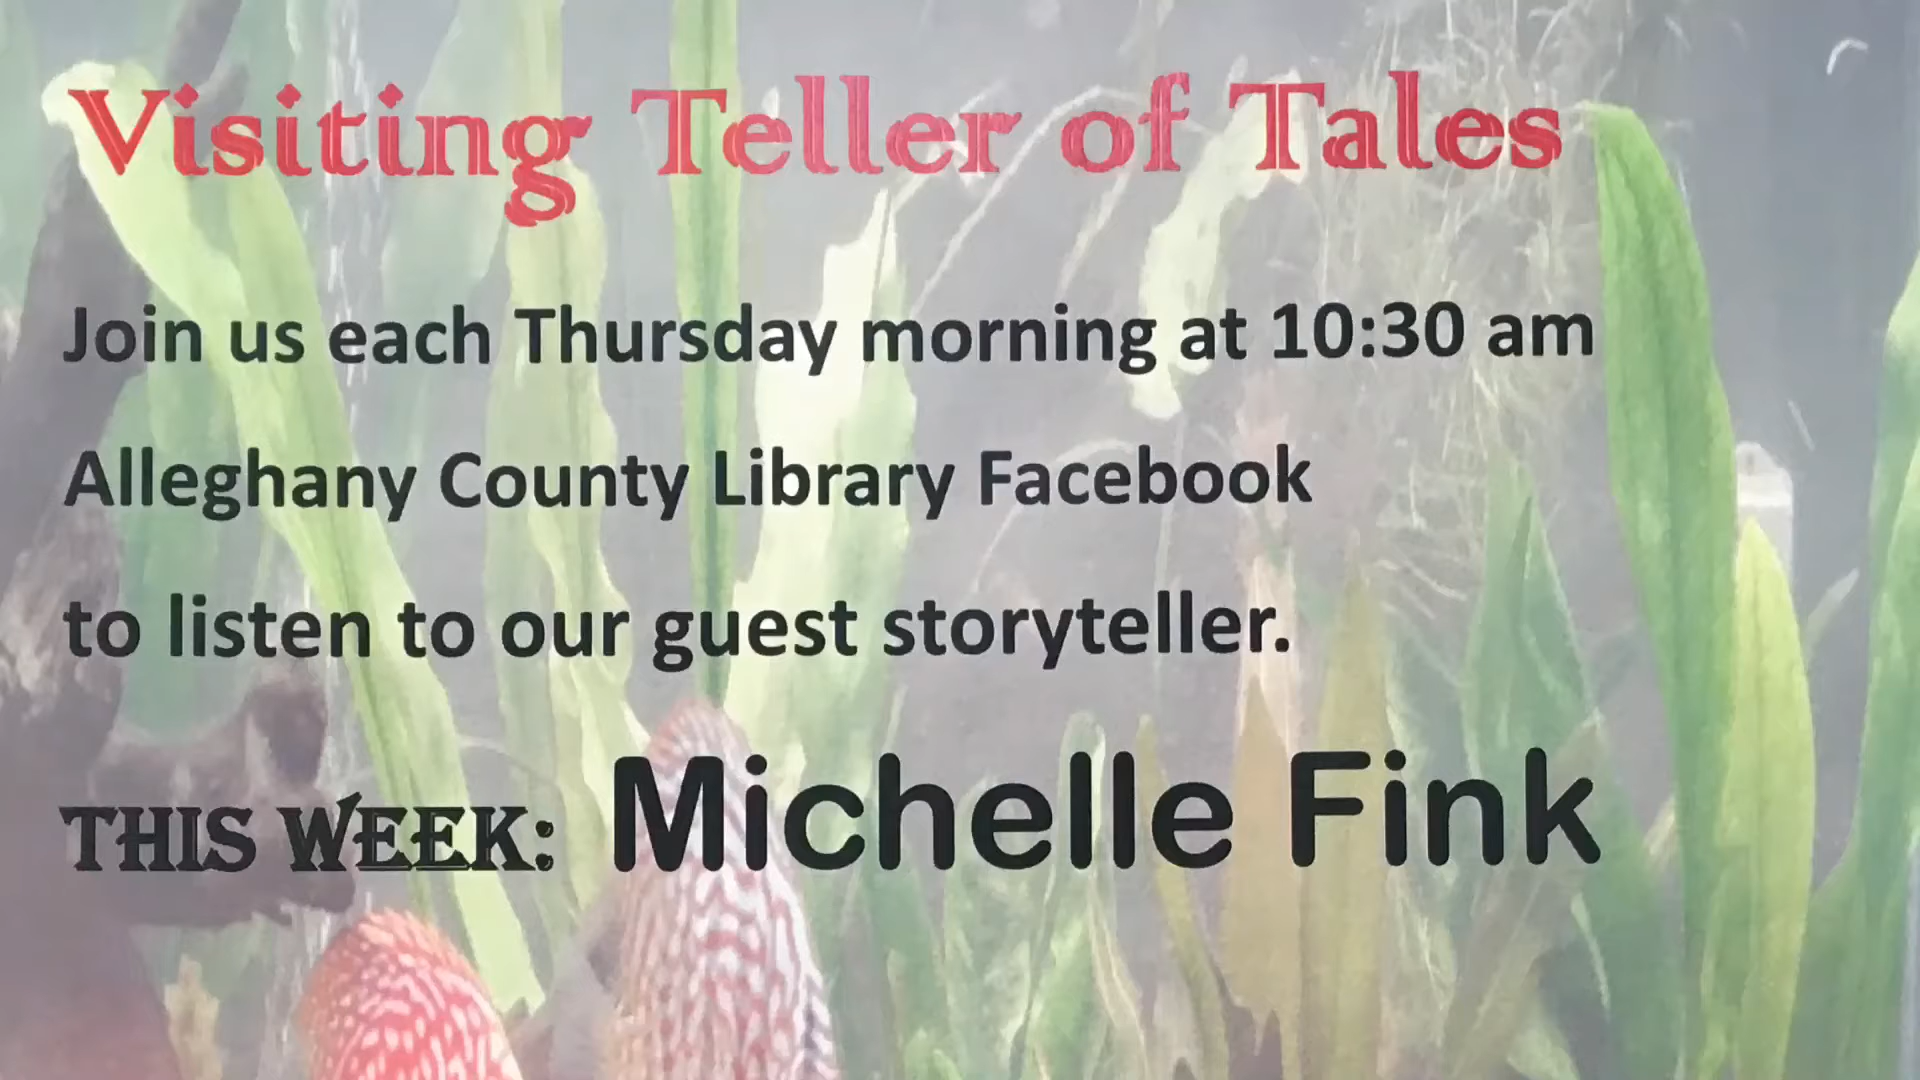 Visiting Teller of Tales
Join us each Thursday morning at 10:30 am
Alleghany County Library Facebook
to listen to our guest storyteller.
THIS WEEK: Michelle Fink